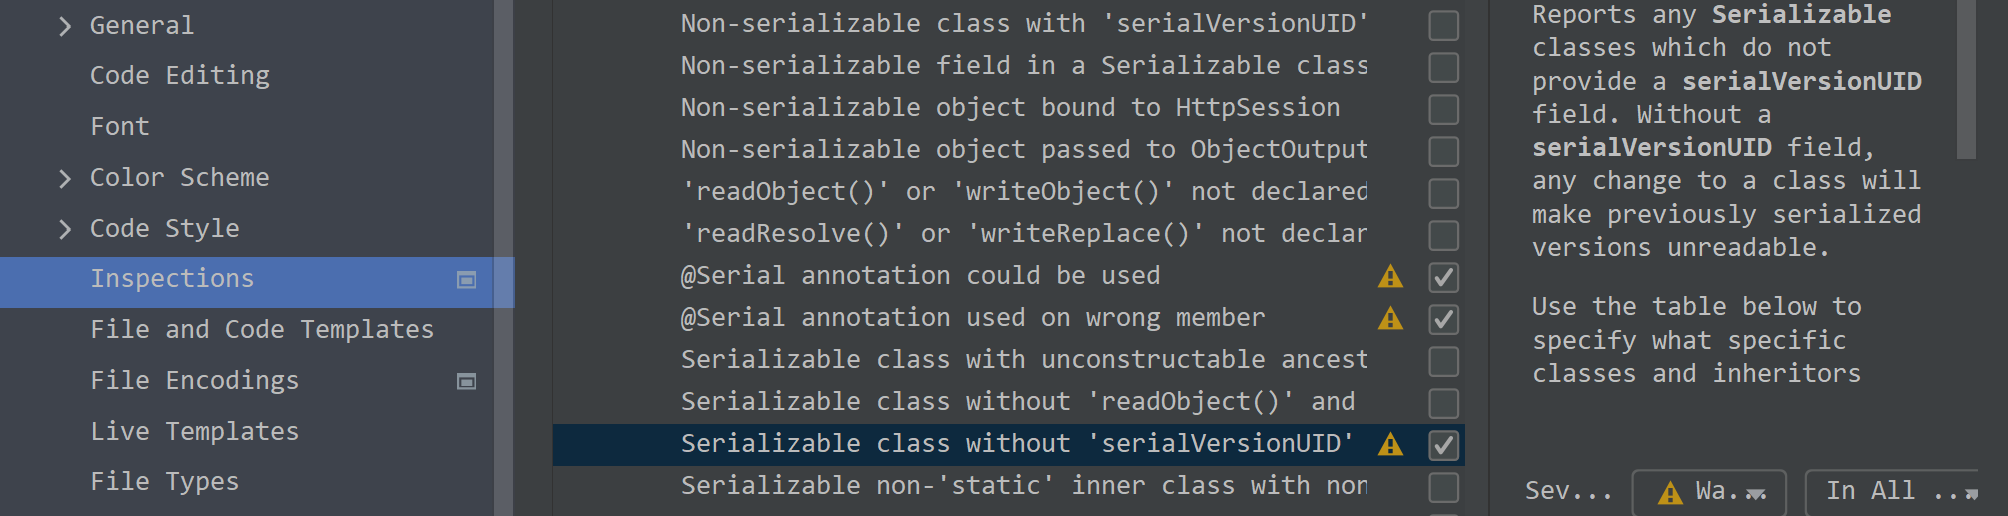 General
Code Editing
Font
Color Scheme
Code Style
Inspections
File and Code Templates
File Encodings
Live Templates
File Types
Non-serializable class with 'serialVersionUID'
Non-serializable field in a Serializable class
Non-serializable object bound to HttpSession
Non-serializable object passed to ObjectOutput
'readObject()' or 'writeObject()' not declared
'readResolve()' or 'writeReplace()' not declar
@Serial annotation could be used
@Serial annotation used on wrong member
Serializable class with unconstructable ancest
Serializable class without 'readObject()' and
Serializable class without 'serialVersionUID'
Serializable non-'static' inner class with non
Reports any Serializable
classes which do not
provide a serialVersionUID
field. Without a
serialVersionUID field,
any change to a class will
make previously serialized
versions unreadable.
Use the table below to
specify what specific
classes and inheritors
Sev... Wa... In All ...